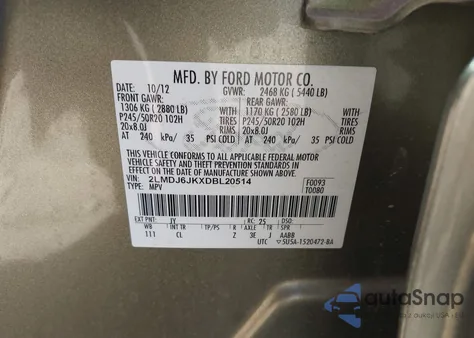 MFD. BY FORD MOTOR CO.
DATE: 10/12 GVWR: 2468 KG (5440 LB)
FRONT GAWR: REAR GAWR:
1306 KG (2880 LB) 1170 KG (2580 LB)
P245/50R20 102H TIRES P245/50R20 102H
20x8.0J RIMS 20x8.0J
AT 240 kPa/ 35 PSI COLD AT 240 kPa/ 35 PSI COLD
THIS VEHICLE CONFORMS TO ALL APPLICABLE FEDERAL MOTOR
VEHICLE SAFETY AND THEFT PREVENTION STANDARDS IN
EFFECT ON THE DATE OF MANUFACTURE SHOWN ABOVE.
VIN: 2LMDJ6JKXDBL20514 F0093
TYPE: MPV T0080
EXT PNT: JY RC: 25 DSO:
WB INT TR TP/PS R AXLE TR SPR
111 CL Z 3E J AABB
UTC 5U5A-1520472-BA
autoSnap